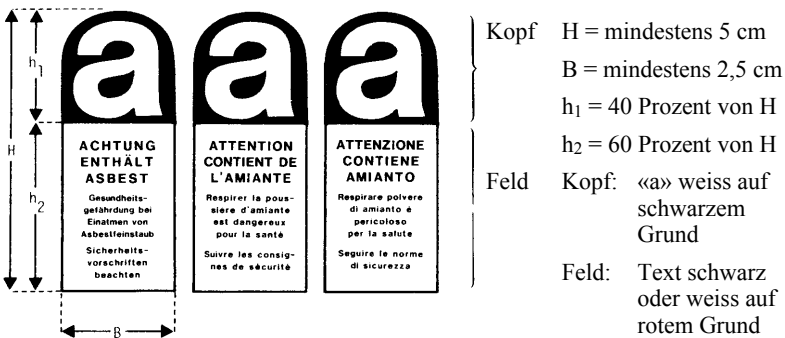 a
a
a
h1
H
h2
B
ACHTUNG
ENTHÄLT
ASBEST
Gesundheits-
gefährdung bei
Einatmen von
Asbestfeinstaub
Sicherheits-
vorschriften
beachten
ATTENTION
CONTIENT DE
L'AMIANTE
Respirer la pous-
sière d'amiante
est dangereux
pour la santé
Suivre les consig-
nes de sécurité
ATTENZIONE
CONTIENE
AMIANTO
Respirare polvere
di amianto é
pericoloso
per la salute
Seguire le norme
di sicurezza
Kopf
H = mindestens 5 cm
B = mindestens 2,5 cm
h1 = 40 Prozent von H
h2 = 60 Prozent von H
Feld
Kopf: «a» weiss auf
schwarzem
Grund
Feld: Text schwarz
oder weiss auf
rotem Grund